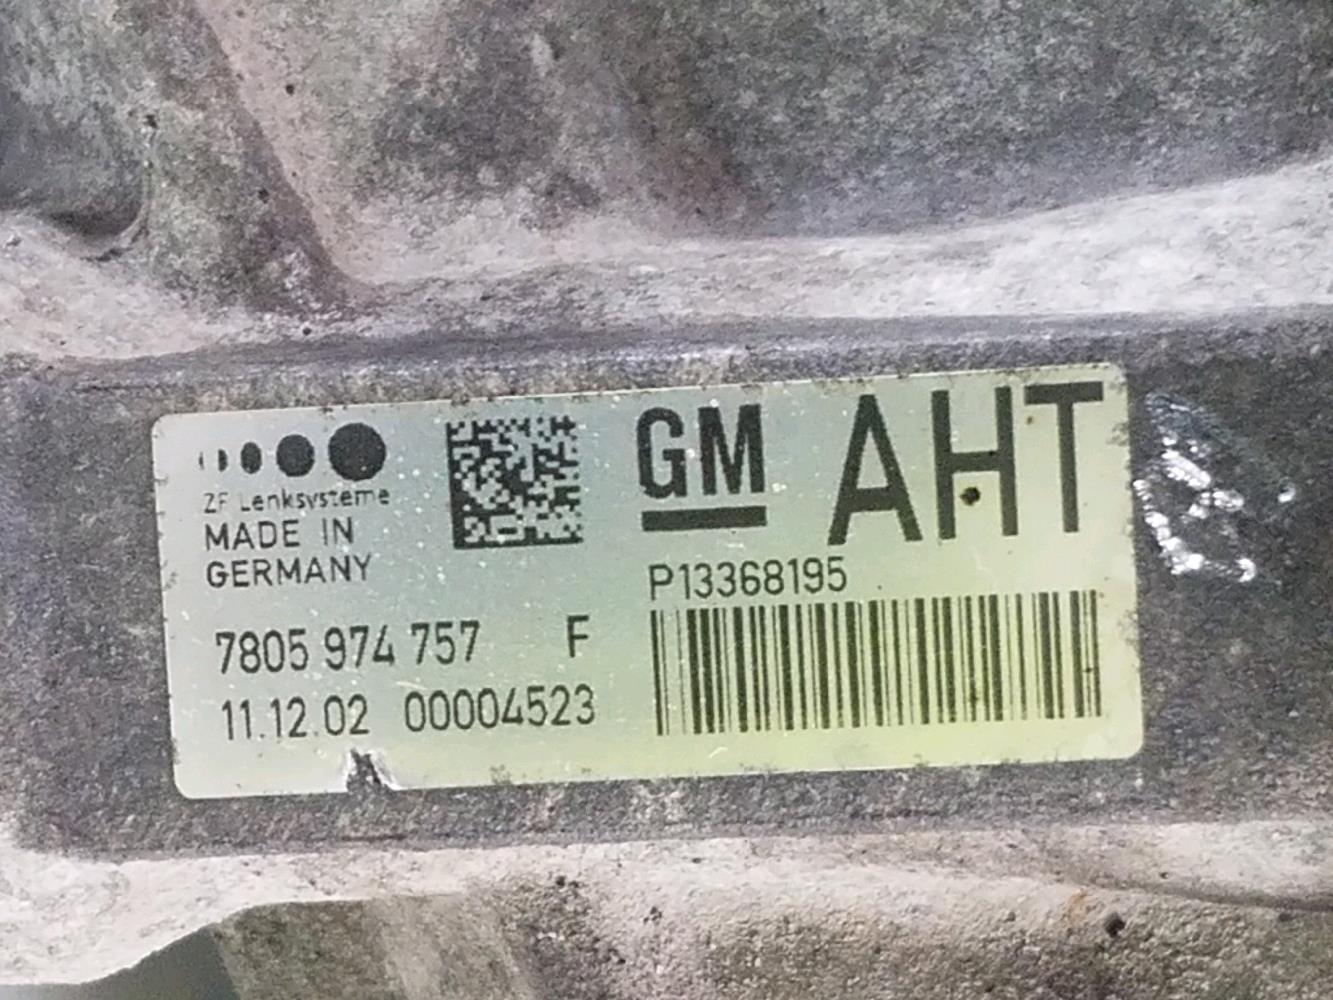 ZF Lenksysteme
MADE IN
GERMANY
GM AHT
P13368195
7805 974 757 F
11.12.02 00004523